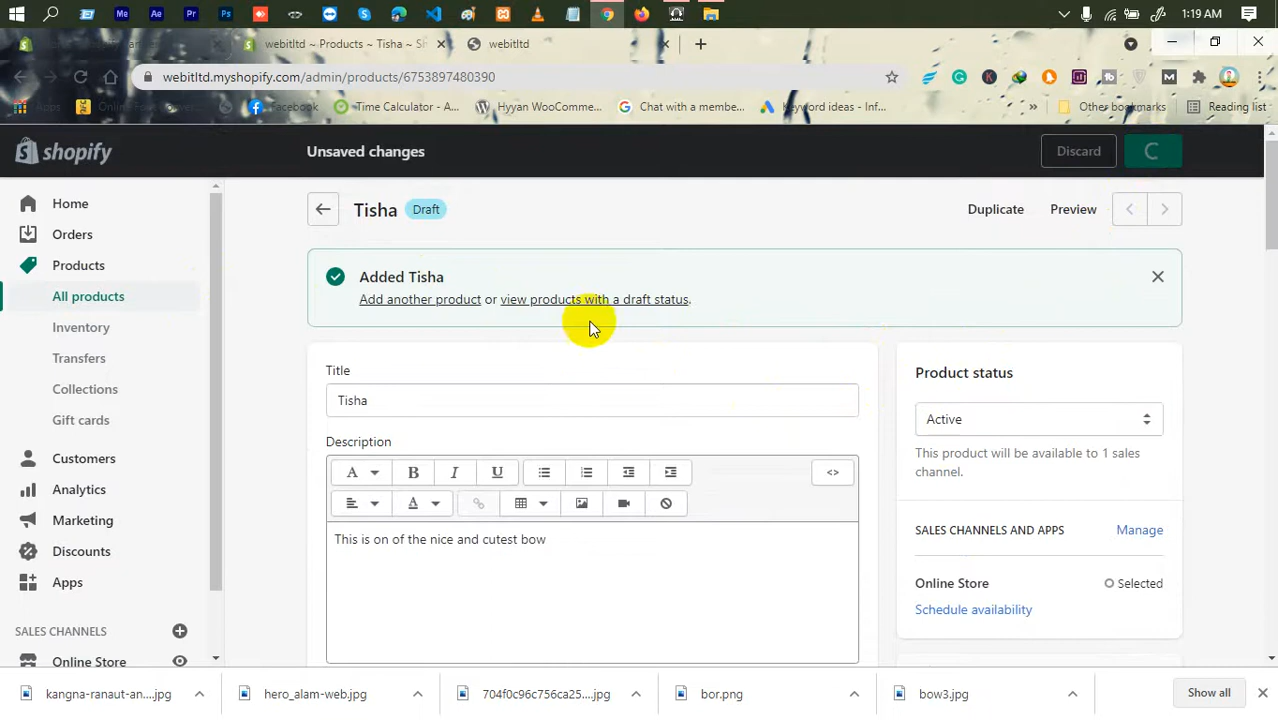 1:19 AM
webitltd ~ Products ~ Tisha ~ Sh
webitltd
webitltd.myshopify.com/admin/products/6753897480390
Apps
Facebook
Time Calculator - A...
Hyyan WooComme...
Chat with a membe...
Keyword ideas - Inf...
Other bookmarks
Reading list
shopify
Unsaved changes
Discard
Home
Orders
Products
All products
Inventory
Transfers
Collections
Gift cards
Customers
Analytics
Marketing
Discounts
Apps
SALES CHANNELS
Online Store
Tisha
Draft
Duplicate
Preview
Added Tisha
Add another product or view products with a draft status.
Title
Tisha
Description
This is on of the nice and cutest bow
Product status
Active
This product will be available to 1 sales
channel.
SALES CHANNELS AND APPS
Manage
Online Store
Selected
Schedule availability
kangna-ranaut-an....jpg
hero_alam-web.jpg
704f0c96c756ca25....jpg
bor.png
bow3.jpg
Show all